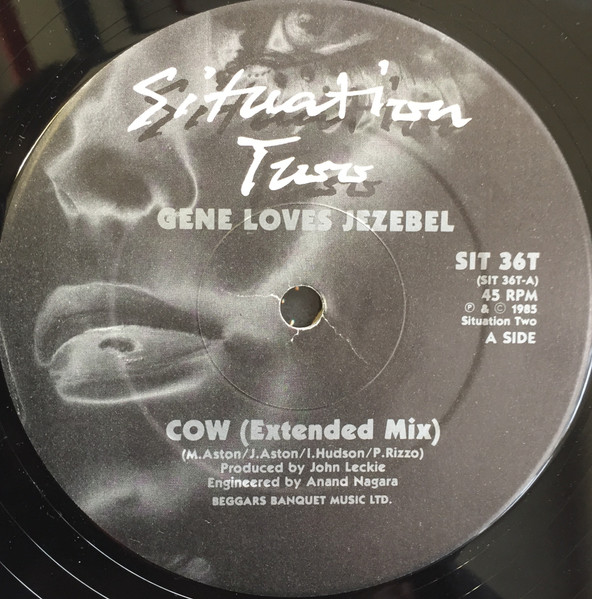 Situation
Two
GENE LOVES JEZEBEL
SIT 36T
(SIT 36T-A)
45 RPM
℗ & © 1985
Situation Two
A SIDE
COW (Extended Mix)
(M.Aston/J.Aston/I.Hudson/P.Rizzo)
Produced by John Leckie
Engineered by Anand Nagara
BEGGARS BANQUET MUSIC LTD.